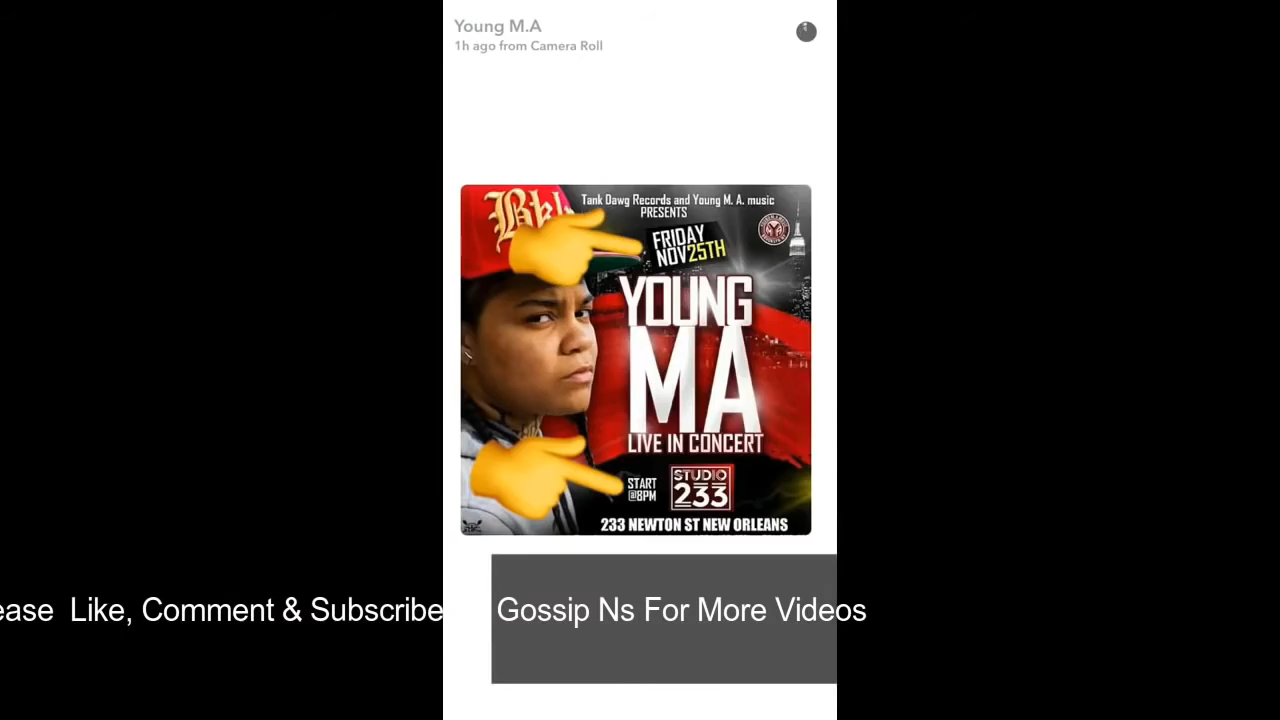 Young M.A
1h ago from Camera Roll
Tank Dawg Records and Young M. A. music
PRESENTS
FRIDAY
NOV 25TH
YOUNG
MA
LIVE IN CONCERT
START
@8PM
STUDIO
233
233 NEWTON ST NEW ORLEANS
ease  Like, Comment & Subscribe
Gossip Ns For More Videos